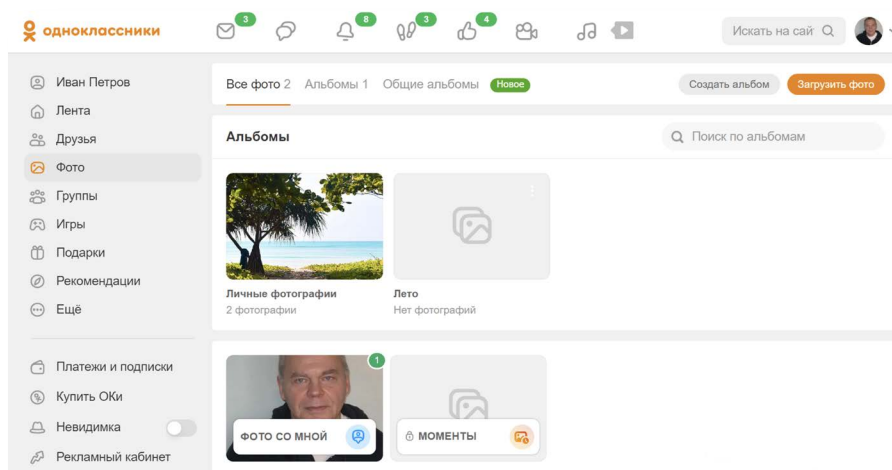 одноклассники
3
8
3
4
Искать на сай
Иван Петров
Лента
Друзья
Фото
Группы
Игры
Подарки
Рекомендации
Ещё
Платежи и подписки
Купить ОКи
Невидимка
Рекламный кабинет
Все фото 2 Альбомы 1 Общие альбомы Новое
Создать альбом Загрузить фото
Альбомы
Поиск по альбомам
Личные фотографии
2 фотографии
Лето
Нет фотографий
1
ФОТО СО МНОЙ
МОМЕНТЫ